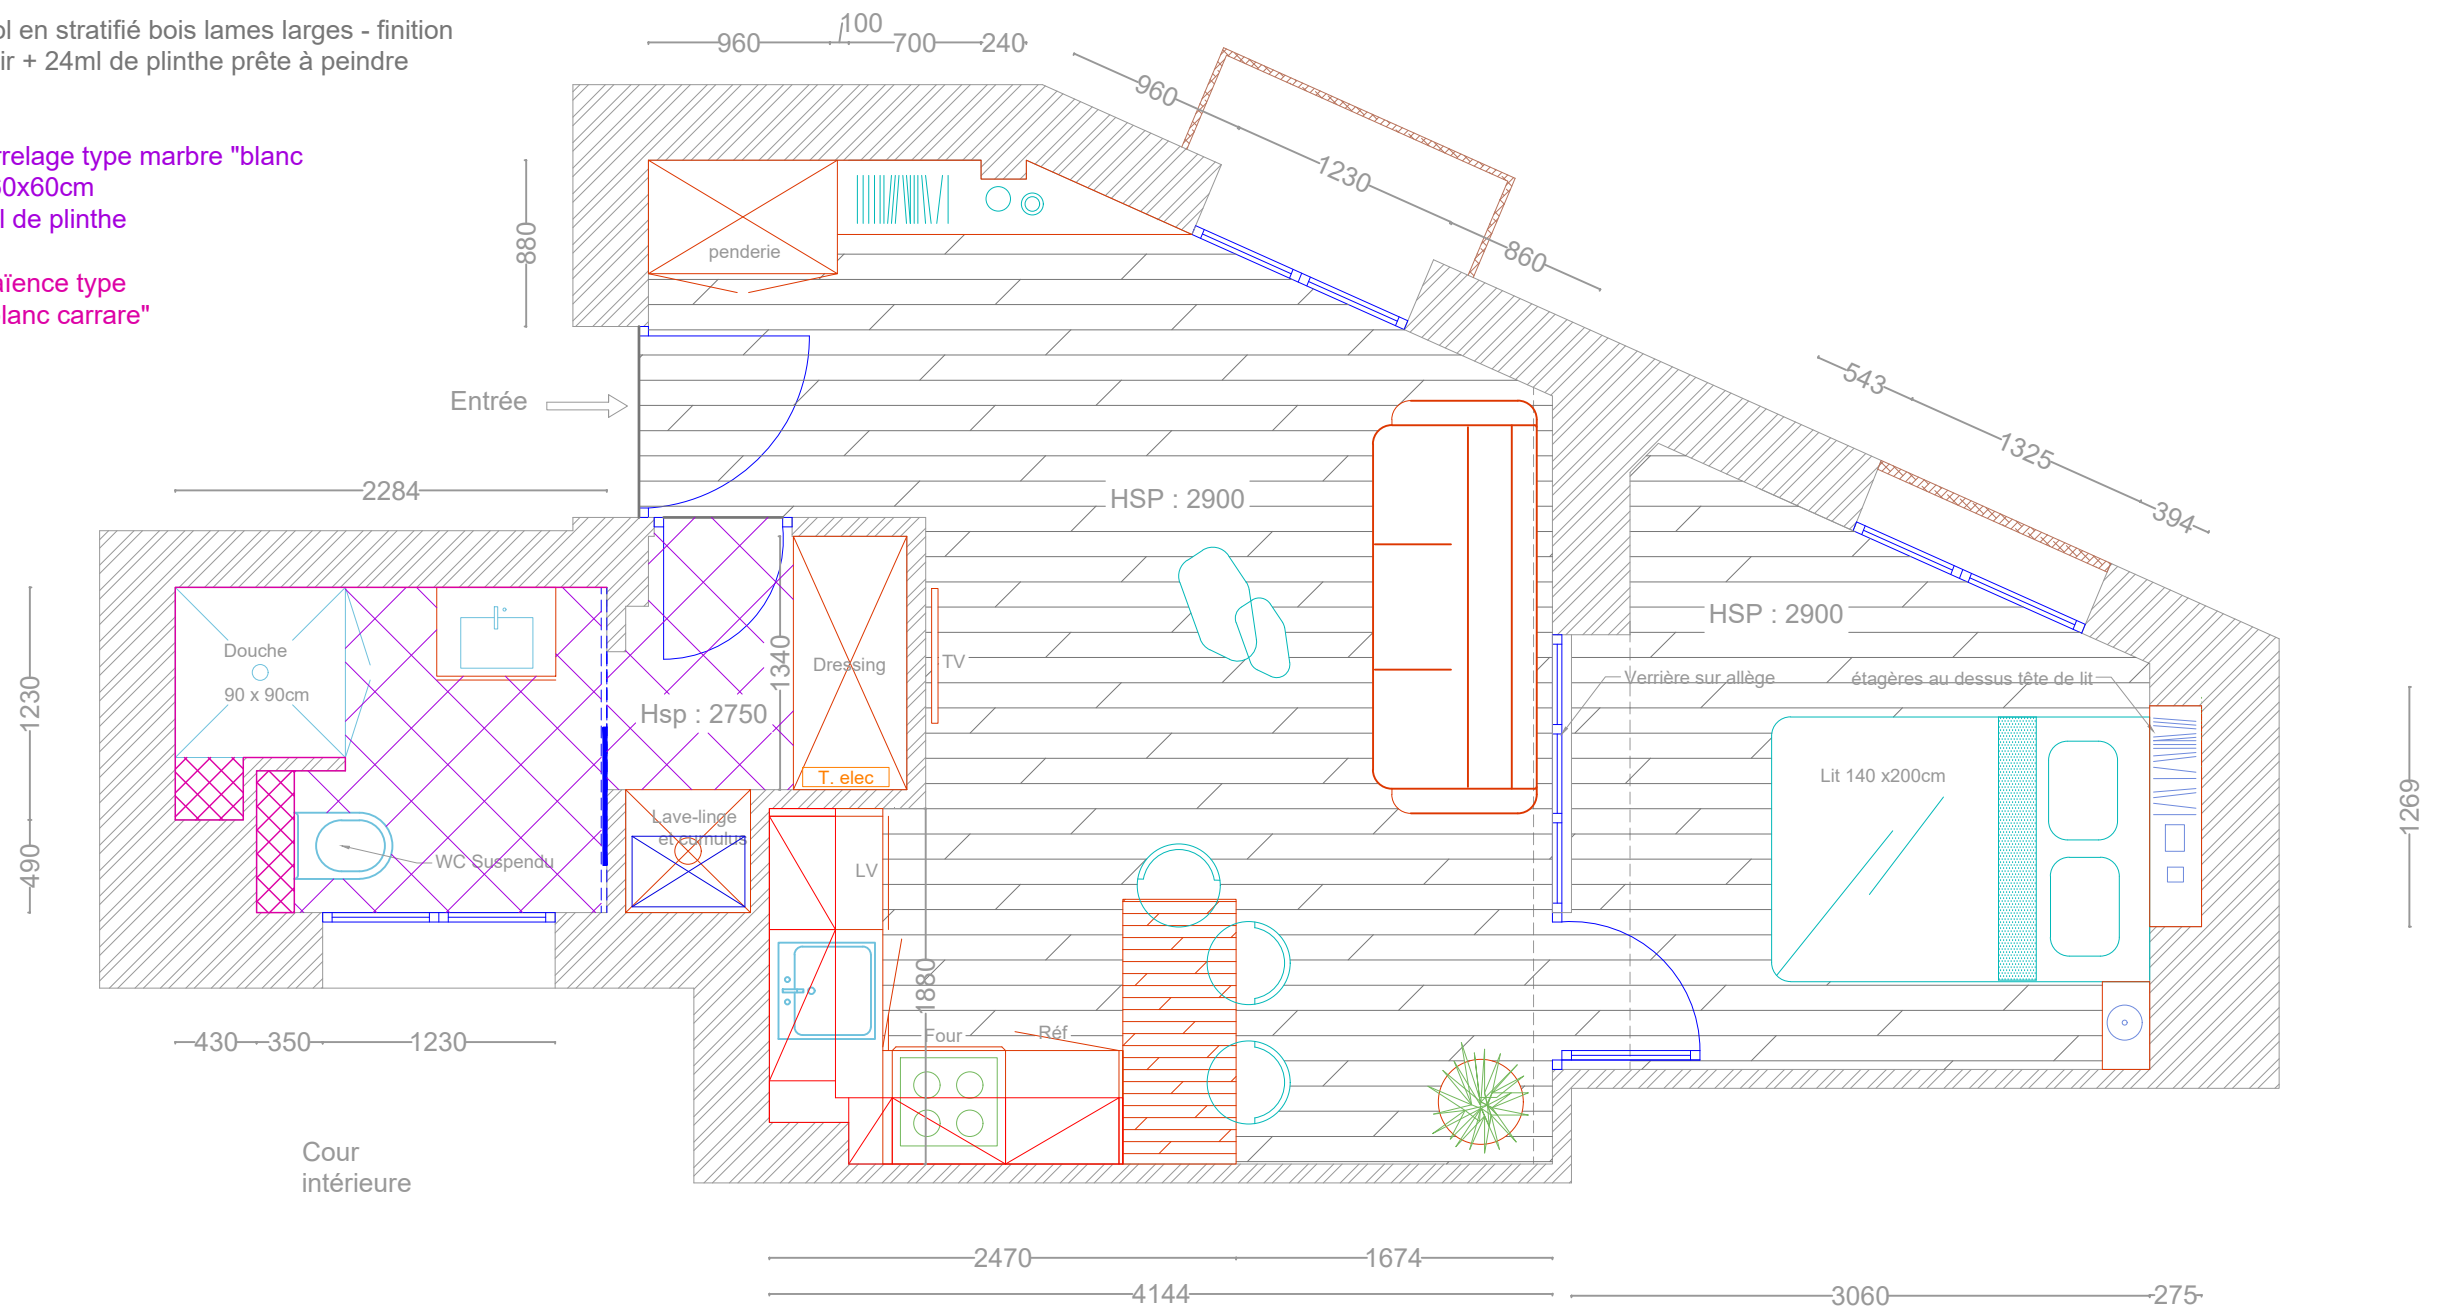 ol en stratifié bois lames larges - finition
ir + 24ml de plinthe prête à peindre
rrelage type marbre "blanc
60x60cm
l de plinthe
aïence type
lanc carrare"
960
100
700
240
960
1230
860
543
1325
394
880
penderie
Entrée
2284
HSP : 2900
HSP : 2900
1230
490
Douche
90 x 90cm
Hsp : 2750
1340
Dressing
TV
T. elec
Verrière sur allège
étagères au dessus tête de lit
Lit 140 x200cm
1269
Lave-linge
et cumulus
WC Suspendu
LV
1880
Four
Réf
430
350
1230
Cour
intérieure
2470
1674
4144
3060
275